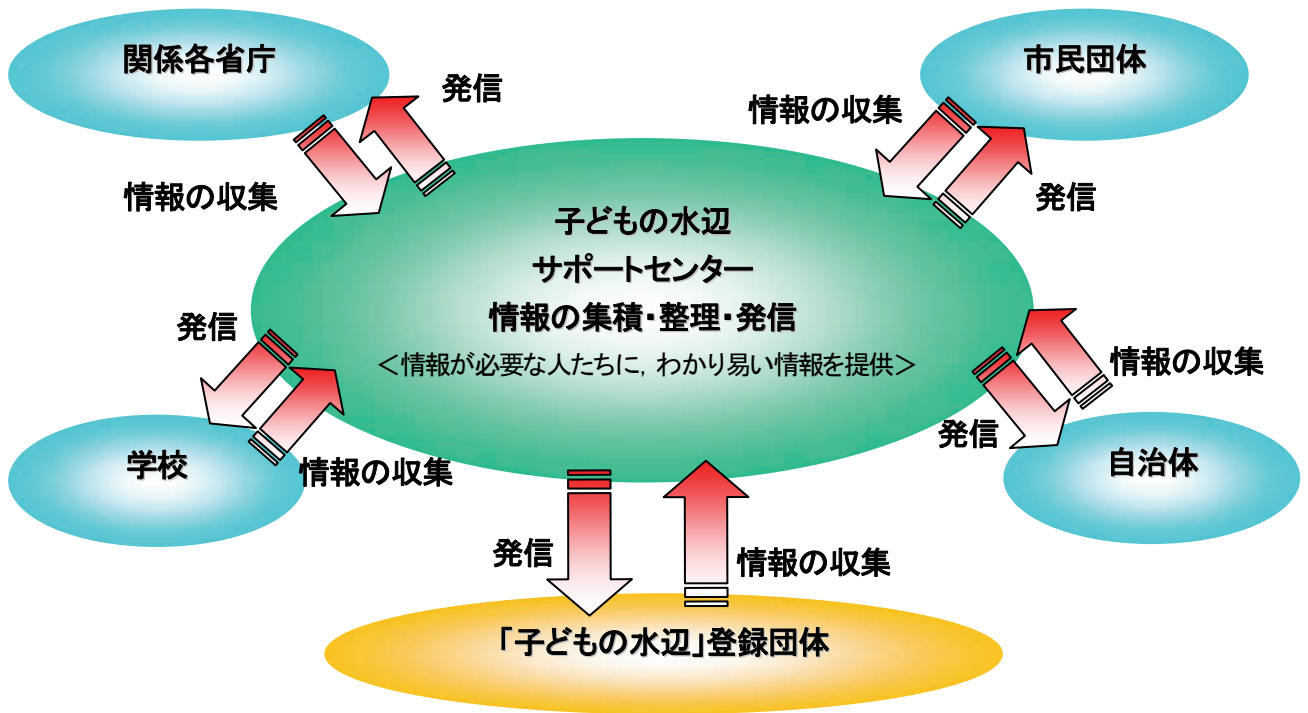 関係各省庁
市民団体
発信
情報の収集
情報の収集
発信
子どもの水辺
サポートセンター
情報の集積・整理・発信
＜情報が必要な人たちに，わかり易い情報を提供＞
発信
情報の収集
情報の収集
発信
学校
自治体
発信
情報の収集
「子どもの水辺」登録団体